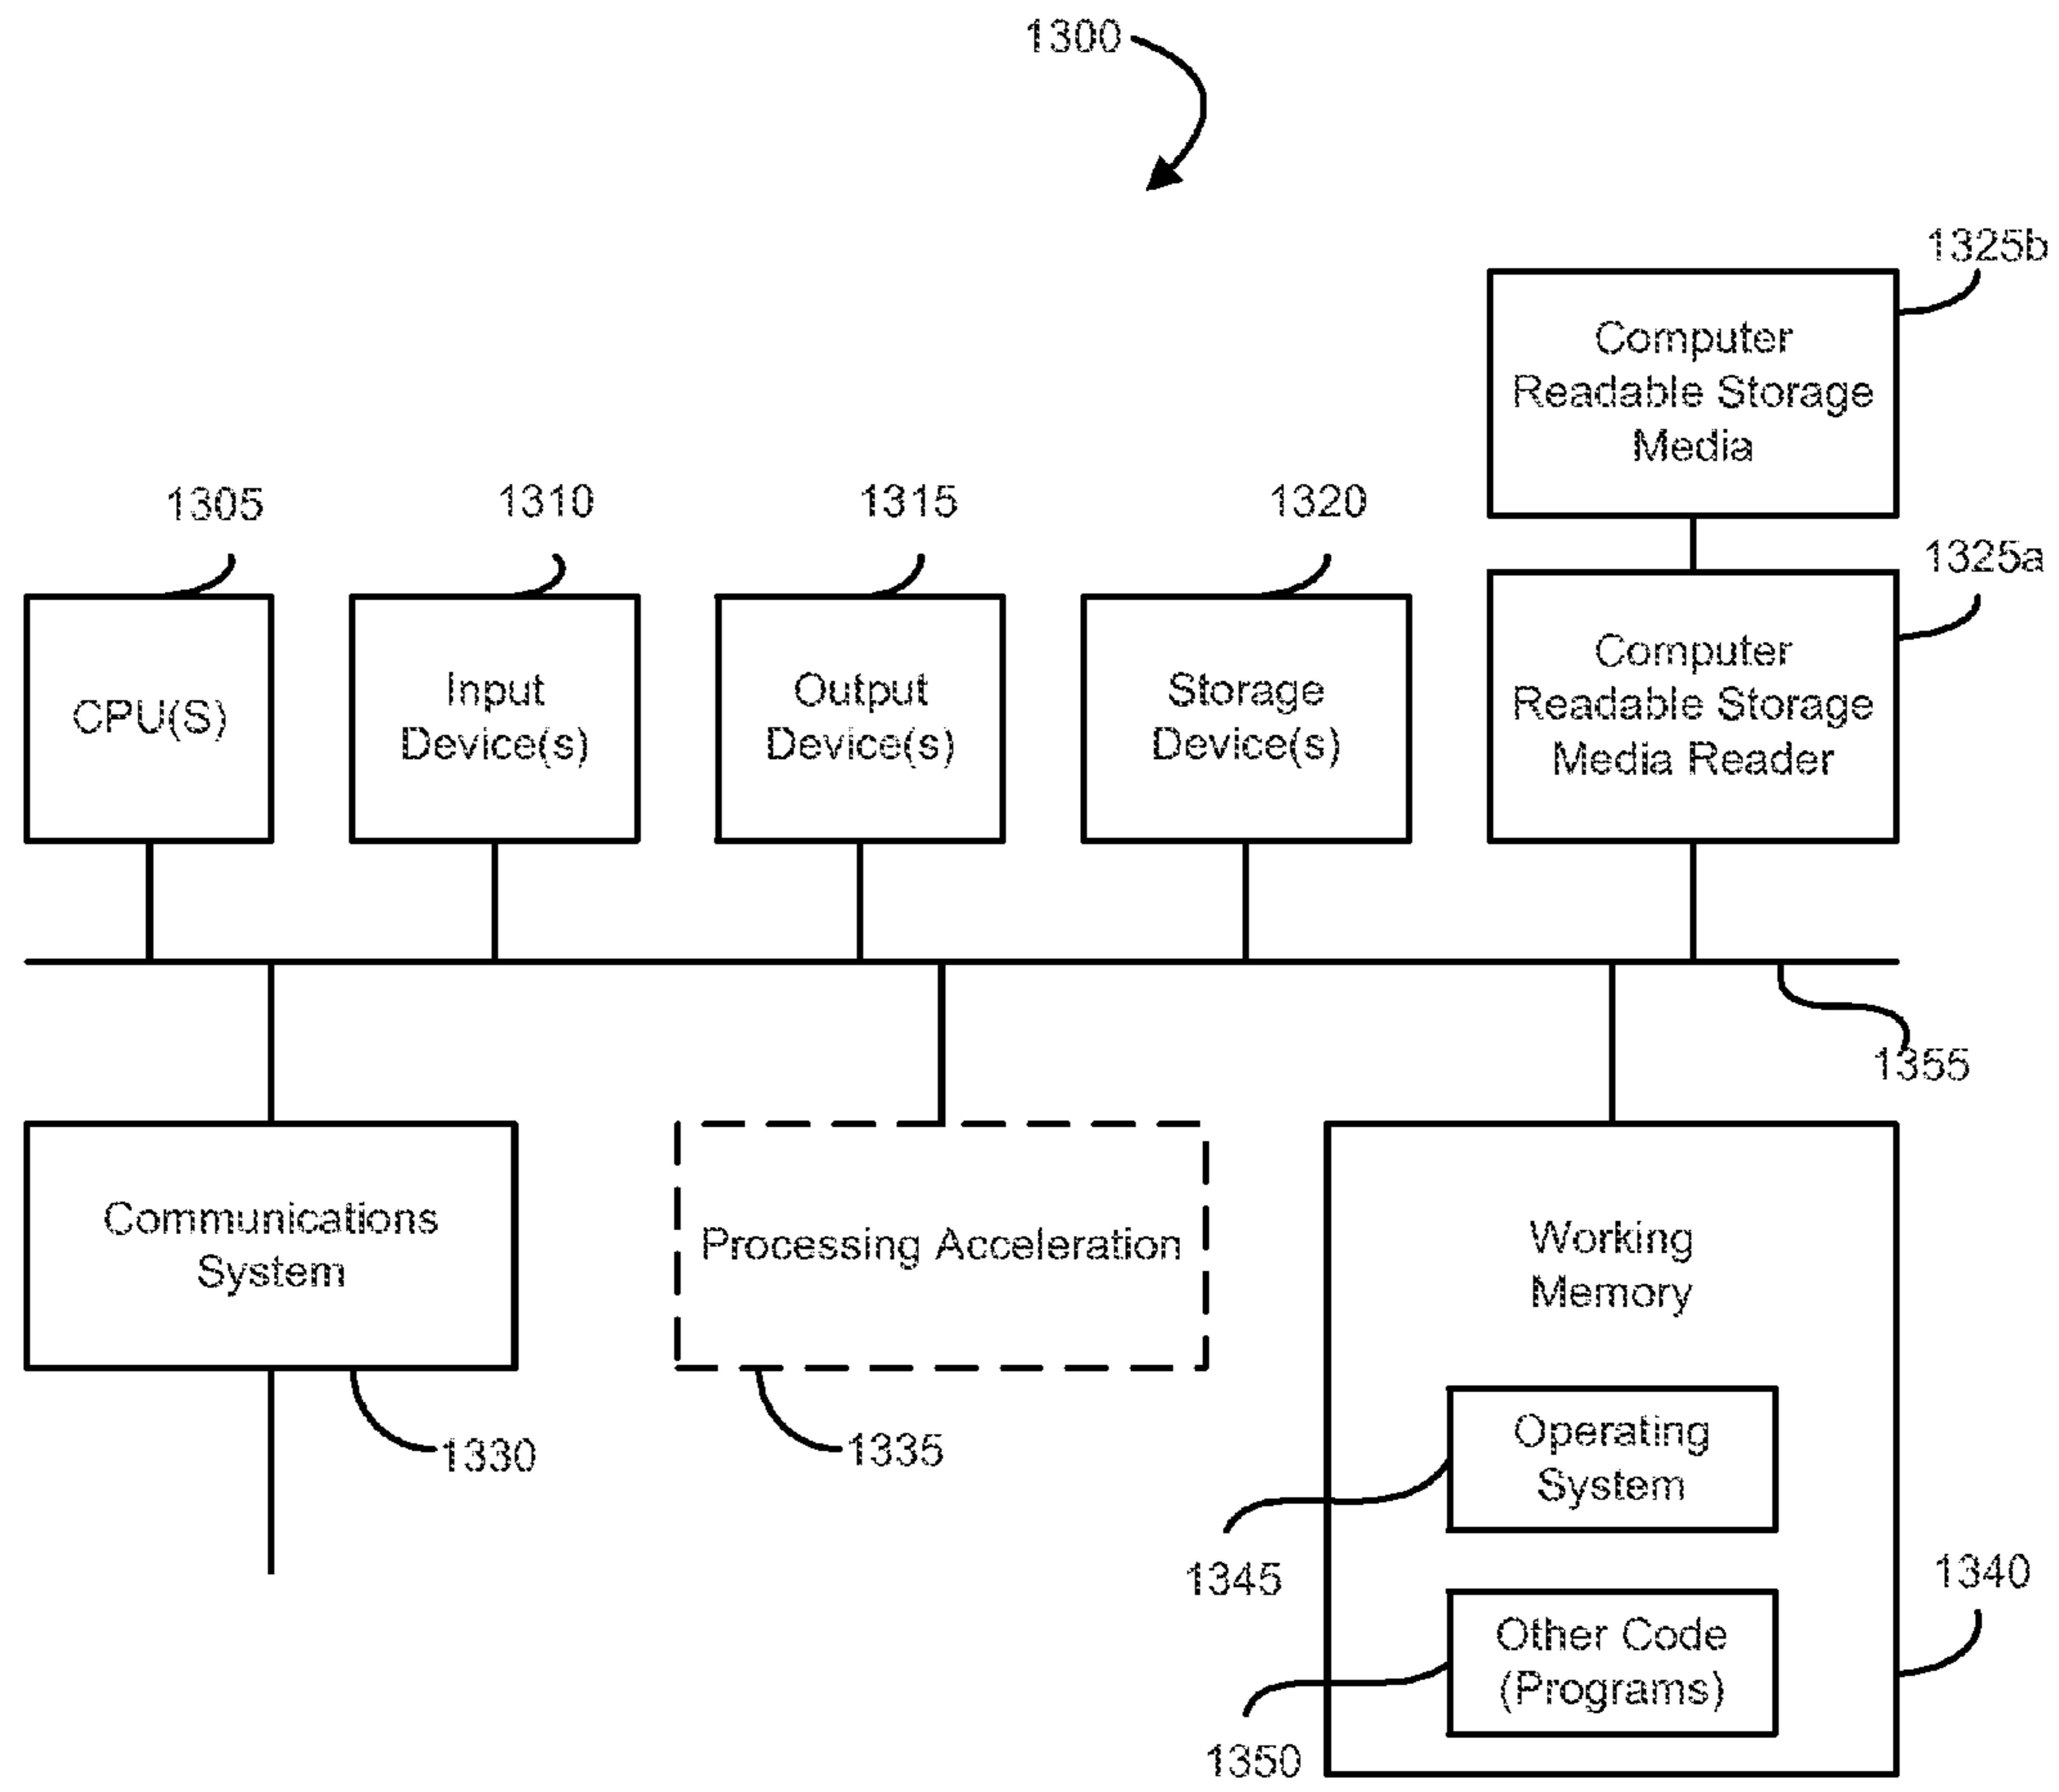 1300
1325b
Computer
Readable Storage
Media
1305
1310
1315
1320
1325a
CPU(S)
Input
Device(s)
Output
Device(s)
Storage
Device(s)
Computer
Readable Storage
Media Reader
1355
Communications
System
1330
Processing Acceleration
1335
Working
Memory
Operating
System
1345
1340
Other Code
(Programs)
1350